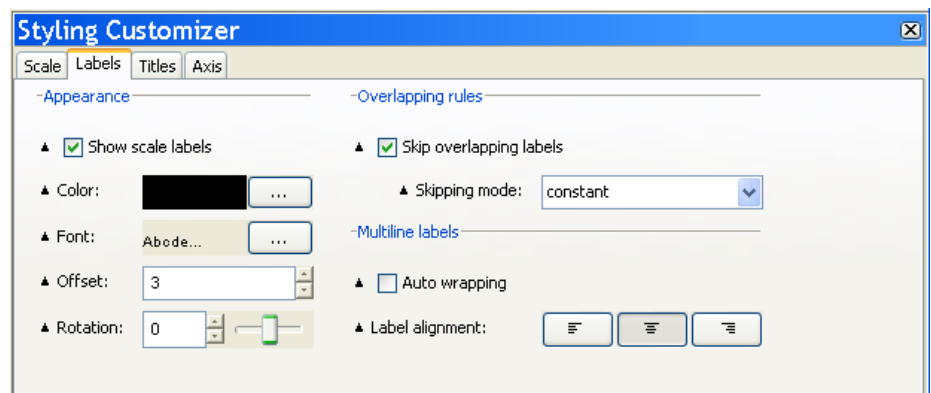 Styling Customizer
Scale Labels Titles Axis
Appearance
Show scale labels
Color: ...
Font: Abcde... ...
Offset: 3
Rotation: 0
Overlapping rules
Skip overlapping labels
Skipping mode: constant
Multiline labels
Auto wrapping
Label alignment: